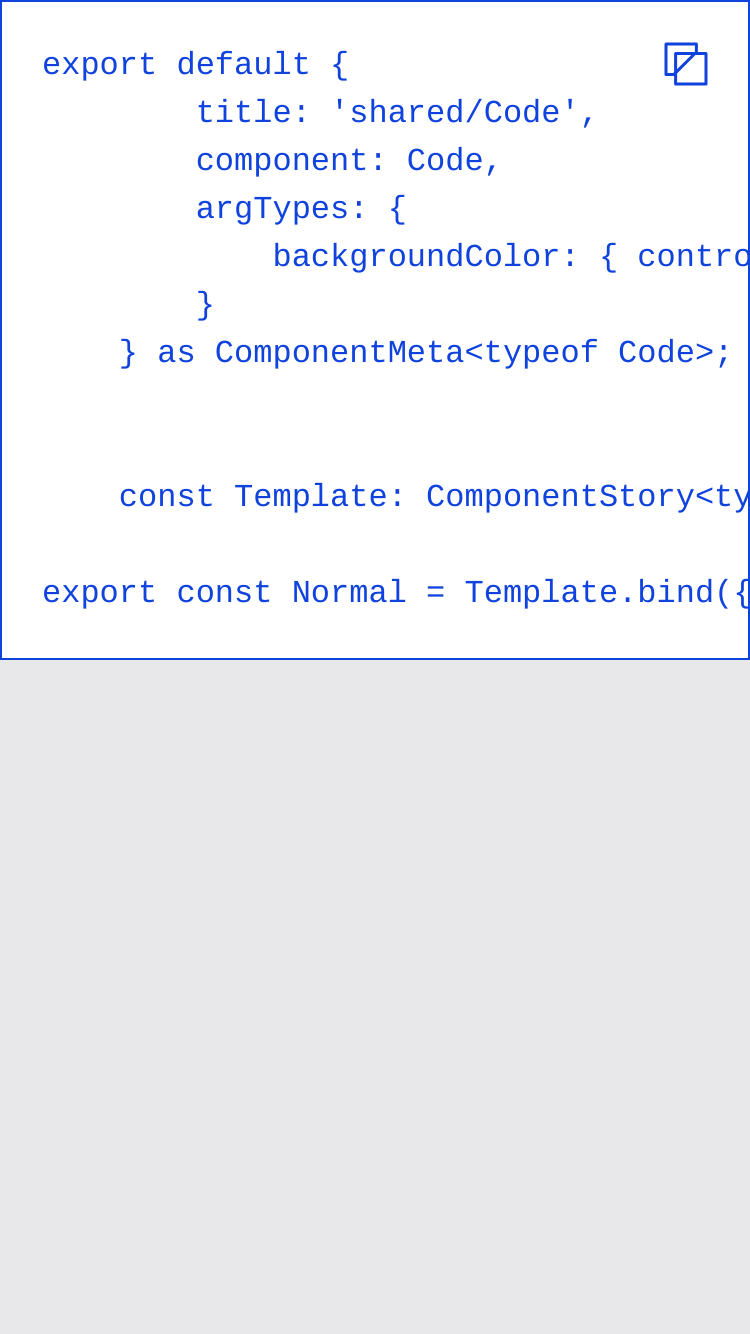 export default {
        title: 'shared/Code',
        component: Code,
        argTypes: {
            backgroundColor: { contro
        }
    } as ComponentMeta<typeof Code>;
    const Template: ComponentStory<ty
export const Normal = Template.bind({